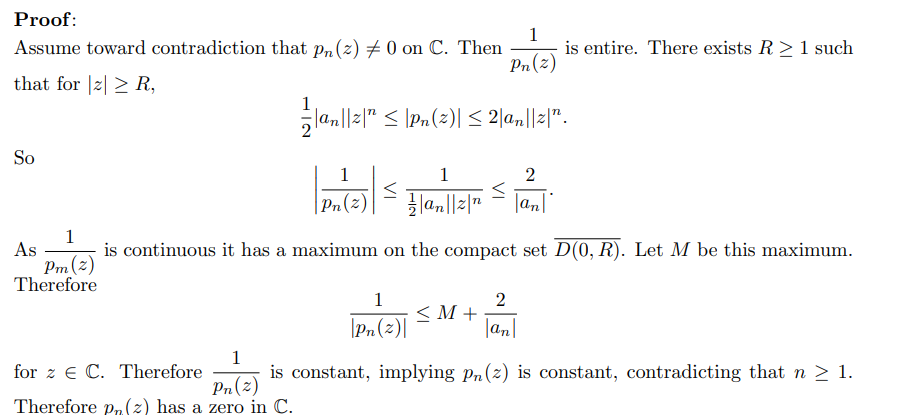 Proof:
Assume toward contradiction that $p_n(z) \neq 0$ on $\mathbb{C}$. Then $\frac{1}{p_n(z)}$ is entire. There exists $R \geq 1$ such
that for $|z| \geq R$,
$\frac{1}{2}|a_n||z|^n \leq |p_n(z)| \leq 2|a_n||z|^n.$
So
$\left|\frac{1}{p_n(z)}\right| \leq \frac{1}{\frac{1}{2}|a_n||z|^n} \leq \frac{2}{|a_n|}.$
As $\frac{1}{p_m(z)}$ is continuous it has a maximum on the compact set $\overline{D(0, R)}$. Let $M$ be this maximum.
Therefore
$\frac{1}{|p_n(z)|} \leq M + \frac{2}{|a_n|}$
for $z \in \mathbb{C}$. Therefore $\frac{1}{p_n(z)}$ is constant, implying $p_n(z)$ is constant, contradicting that $n \geq 1$.
Therefore $p_n(z)$ has a zero in $\mathbb{C}$.